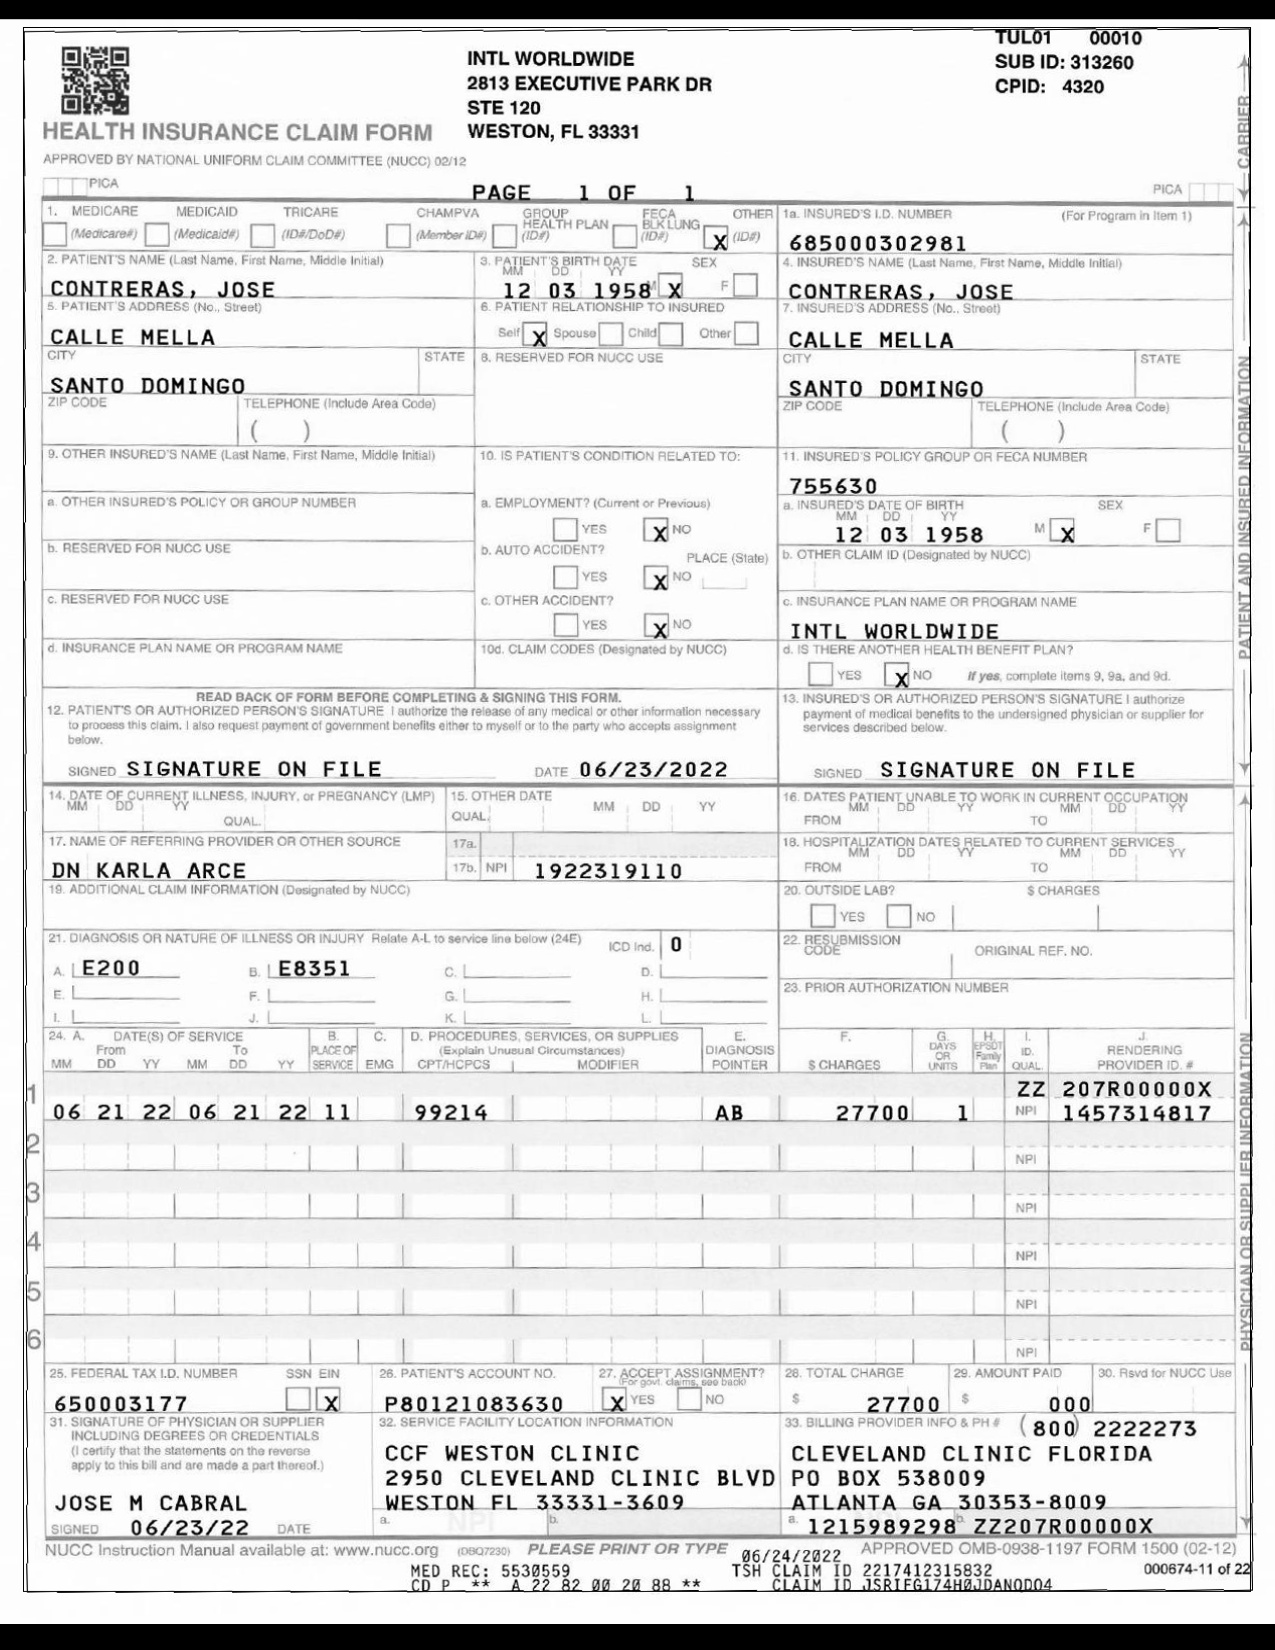 TUL01 00010
INTL WORLDWIDE
SUB ID: 313260
2813 EXECUTIVE PARK DR
CPID: 4320
STE 120
HEALTH INSURANCE CLAIM FORM
WESTON, FL 33331
APPROVED BY NATIONAL UNIFORM CLAIM COMMITTEE (NUCC) 02/12
PICA
PAGE 1 OF 1
PICA
CARRIER
1. MEDICARE MEDICAID TRICARE CHAMPVA GROUP HEALTH PLAN FECA BLK LUNG OTHER
(Medicare#) (Medicaid#) (ID#/DoD#) (Member ID#) (ID#) (ID#) X (ID#)
1a. INSURED'S I.D. NUMBER (For Program in Item 1)
685000302981
2. PATIENT'S NAME (Last Name, First Name, Middle Initial)
CONTRERAS, JOSE
3. PATIENT'S BIRTH DATE SEX
MM DD YY
12 03 1958 M X F
4. INSURED'S NAME (Last Name, First Name, Middle Initial)
CONTRERAS, JOSE
5. PATIENT'S ADDRESS (No., Street)
CALLE MELLA
6. PATIENT RELATIONSHIP TO INSURED
Self X Spouse Child Other
7. INSURED'S ADDRESS (No., Street)
CALLE MELLA
CITY STATE
SANTO DOMINGO
8. RESERVED FOR NUCC USE
CITY STATE
SANTO DOMINGO
ZIP CODE TELEPHONE (Include Area Code)
( )
ZIP CODE TELEPHONE (Include Area Code)
( )
9. OTHER INSURED'S NAME (Last Name, First Name, Middle Initial)
10. IS PATIENT'S CONDITION RELATED TO:
11. INSURED'S POLICY GROUP OR FECA NUMBER
755630
a. OTHER INSURED'S POLICY OR GROUP NUMBER
a. EMPLOYMENT? (Current or Previous)
YES X NO
a. INSURED'S DATE OF BIRTH SEX
MM DD YY
12 03 1958 M X F
b. RESERVED FOR NUCC USE
b. AUTO ACCIDENT? PLACE (State)
YES X NO
b. OTHER CLAIM ID (Designated by NUCC)
c. RESERVED FOR NUCC USE
c. OTHER ACCIDENT?
YES X NO
c. INSURANCE PLAN NAME OR PROGRAM NAME
INTL WORLDWIDE
d. INSURANCE PLAN NAME OR PROGRAM NAME
10d. CLAIM CODES (Designated by NUCC)
d. IS THERE ANOTHER HEALTH BENEFIT PLAN?
YES X NO If yes, complete items 9, 9a, and 9d.
PATIENT AND INSURED INFORMATION
READ BACK OF FORM BEFORE COMPLETING & SIGNING THIS FORM.
12. PATIENT'S OR AUTHORIZED PERSON'S SIGNATURE I authorize the release of any medical or other information necessary
to process this claim. I also request payment of government benefits either to myself or to the party who accepts assignment
below.
SIGNED SIGNATURE ON FILE DATE 06/23/2022
13. INSURED'S OR AUTHORIZED PERSON'S SIGNATURE I authorize
payment of medical benefits to the undersigned physician or supplier for
services described below.
SIGNED SIGNATURE ON FILE
14. DATE OF CURRENT ILLNESS, INJURY, or PREGNANCY (LMP)
MM DD YY
QUAL.
15. OTHER DATE
QUAL. MM DD YY
16. DATES PATIENT UNABLE TO WORK IN CURRENT OCCUPATION
MM DD YY MM DD YY
FROM TO
17. NAME OF REFERRING PROVIDER OR OTHER SOURCE
DN KARLA ARCE
17a.
17b. NPI 1922319110
18. HOSPITALIZATION DATES RELATED TO CURRENT SERVICES
MM DD YY MM DD YY
FROM TO
19. ADDITIONAL CLAIM INFORMATION (Designated by NUCC)
20. OUTSIDE LAB? $ CHARGES
YES NO
21. DIAGNOSIS OR NATURE OF ILLNESS OR INJURY Relate A-L to service line below (24E) ICD Ind. 0
A. E200 B. E8351 C. D.
E. F. G. H.
I. J. K. L.
22. RESUBMISSION CODE ORIGINAL REF. NO.
23. PRIOR AUTHORIZATION NUMBER
24. A. DATE(S) OF SERVICE B. C. D. PROCEDURES, SERVICES, OR SUPPLIES E. F. G. H. I. J.
From To PLACE OF (Explain Unusual Circumstances) DIAGNOSIS DAYS OR UNITS EPSDT Family Plan ID. RENDERING
MM DD YY MM DD YY SERVICE EMG CPT/HCPCS MODIFIER POINTER $ CHARGES QUAL. PROVIDER ID. #
ZZ 207R00000X
1 06 21 22 06 21 22 11 99214 AB 27700 1 NPI 1457314817
2 NPI
3 NPI
4 NPI
5 NPI
6 NPI
PHYSICIAN OR SUPPLIER INFORMATION
25. FEDERAL TAX I.D. NUMBER SSN EIN
650003177 X
26. PATIENT'S ACCOUNT NO.
P80121083630
27. ACCEPT ASSIGNMENT?
(For govt. claims, see back)
X YES NO
28. TOTAL CHARGE
$ 27700
29. AMOUNT PAID
$ 000
30. Rsvd for NUCC Use
31. SIGNATURE OF PHYSICIAN OR SUPPLIER
INCLUDING DEGREES OR CREDENTIALS
(I certify that the statements on the reverse
apply to this bill and are made a part thereof.)
JOSE M CABRAL
SIGNED 06/23/22 DATE
32. SERVICE FACILITY LOCATION INFORMATION
CCF WESTON CLINIC
2950 CLEVELAND CLINIC BLVD
WESTON FL 33331-3609
a. NPI b.
33. BILLING PROVIDER INFO & PH # (800) 2222273
CLEVELAND CLINIC FLORIDA
PO BOX 538009
ATLANTA GA 30353-8009
a. 1215989298 b. ZZ207R00000X
NUCC Instruction Manual available at: www.nucc.org (DBQ7230) PLEASE PRINT OR TYPE 06/24/2022 APPROVED OMB-0938-1197 FORM 1500 (02-12)
MED REC: 5530559 TSH CLAIM ID 2217412315832 000674-11 of 22
CD P ** A 22 82 00 20 88 ** CLAIM ID JSRIFG174H0JDANQDO4